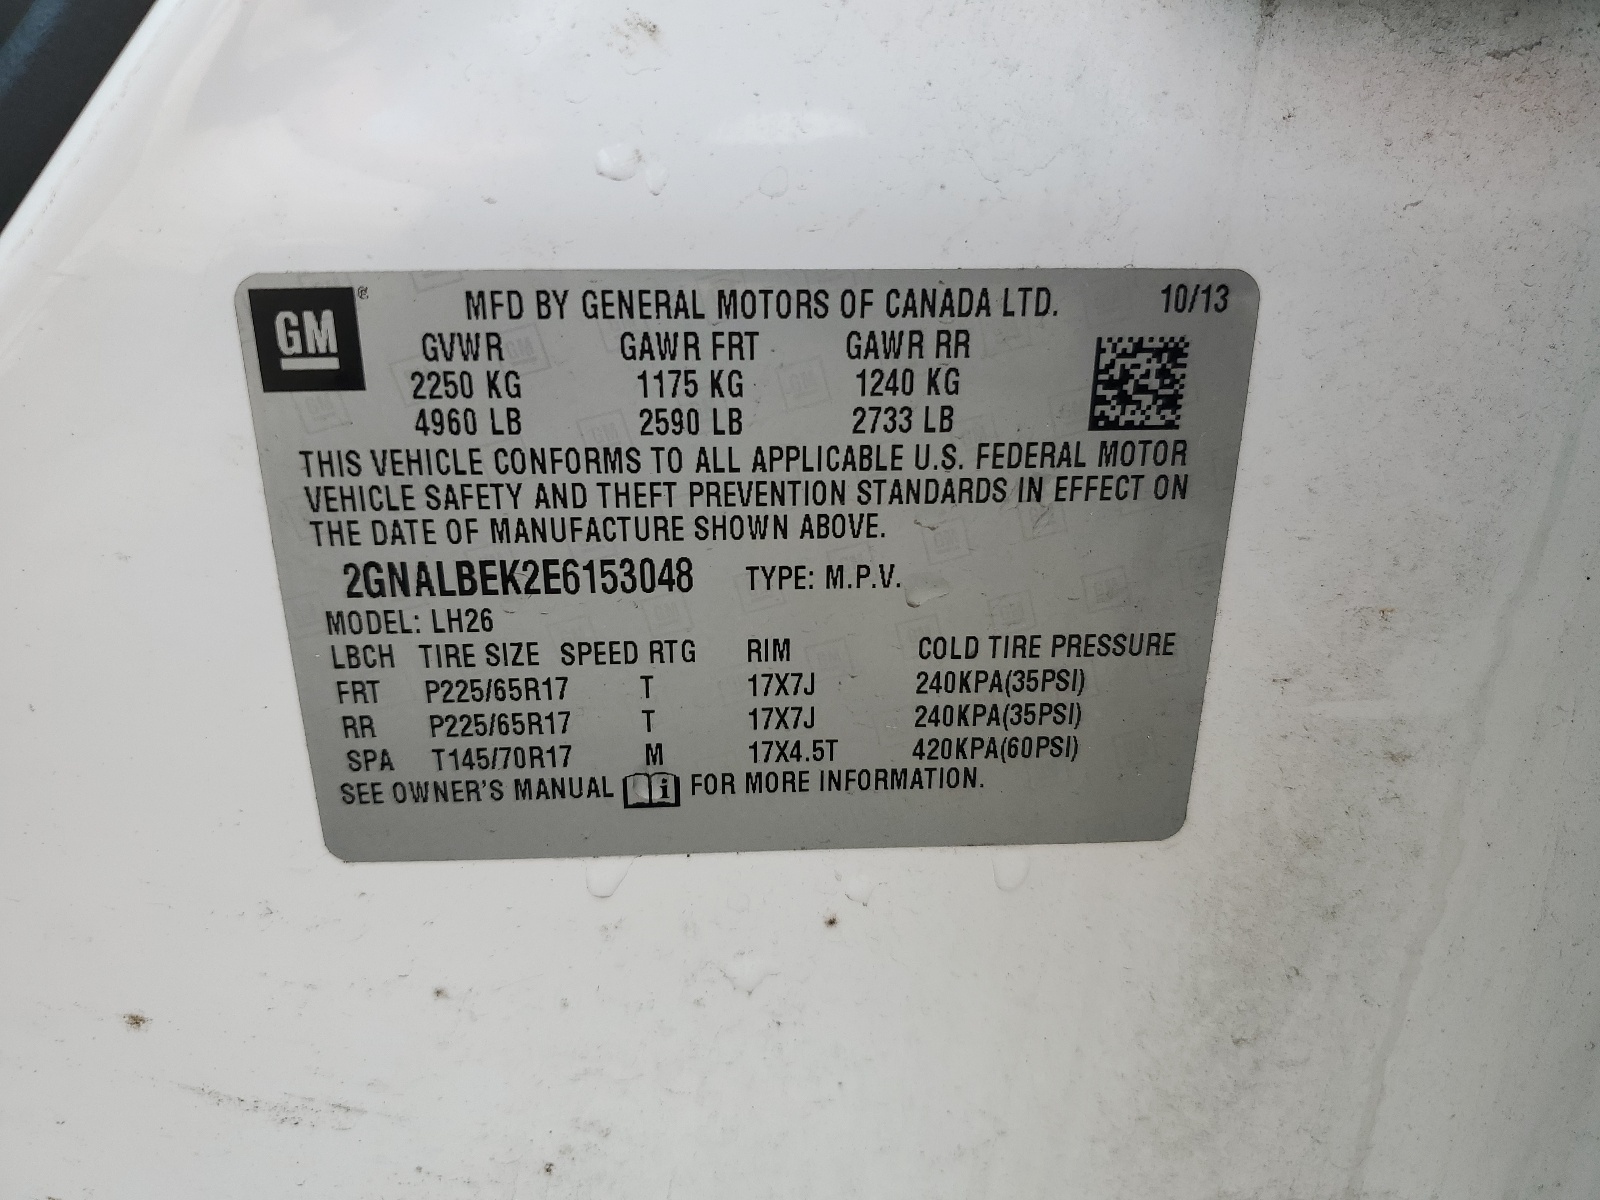 GM ®
MFD BY GENERAL MOTORS OF CANADA LTD. 10/13
GVWR GAWR FRT GAWR RR
2250 KG 1175 KG 1240 KG
4960 LB 2590 LB 2733 LB
THIS VEHICLE CONFORMS TO ALL APPLICABLE U.S. FEDERAL MOTOR
VEHICLE SAFETY AND THEFT PREVENTION STANDARDS IN EFFECT ON
THE DATE OF MANUFACTURE SHOWN ABOVE.
2GNALBEK2E6153048 TYPE: M.P.V.
MODEL: LH26
LBCH TIRE SIZE SPEED RTG RIM COLD TIRE PRESSURE
FRT P225/65R17 T 17X7J 240KPA(35PSI)
RR P225/65R17 T 17X7J 240KPA(35PSI)
SPA T145/70R17 M 17X4.5T 420KPA(60PSI)
SEE OWNER'S MANUAL i FOR MORE INFORMATION.